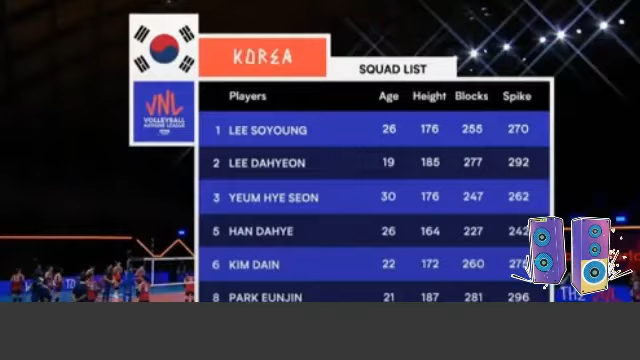 KOREA
SQUAD LIST
VNL
VOLLEYBALL
NATIONS LEAGUE
Players Age Height Blocks Spike
1 LEE SOYOUNG 26 176 255 270
2 LEE DAHYEON 19 185 277 292
3 YEUM HYE SEON 30 176 247 262
5 HAN DAHYE 26 164 227 242
6 KIM DAIN 22 172 260
8 PARK EUNJIN 21 187 281 296
THE